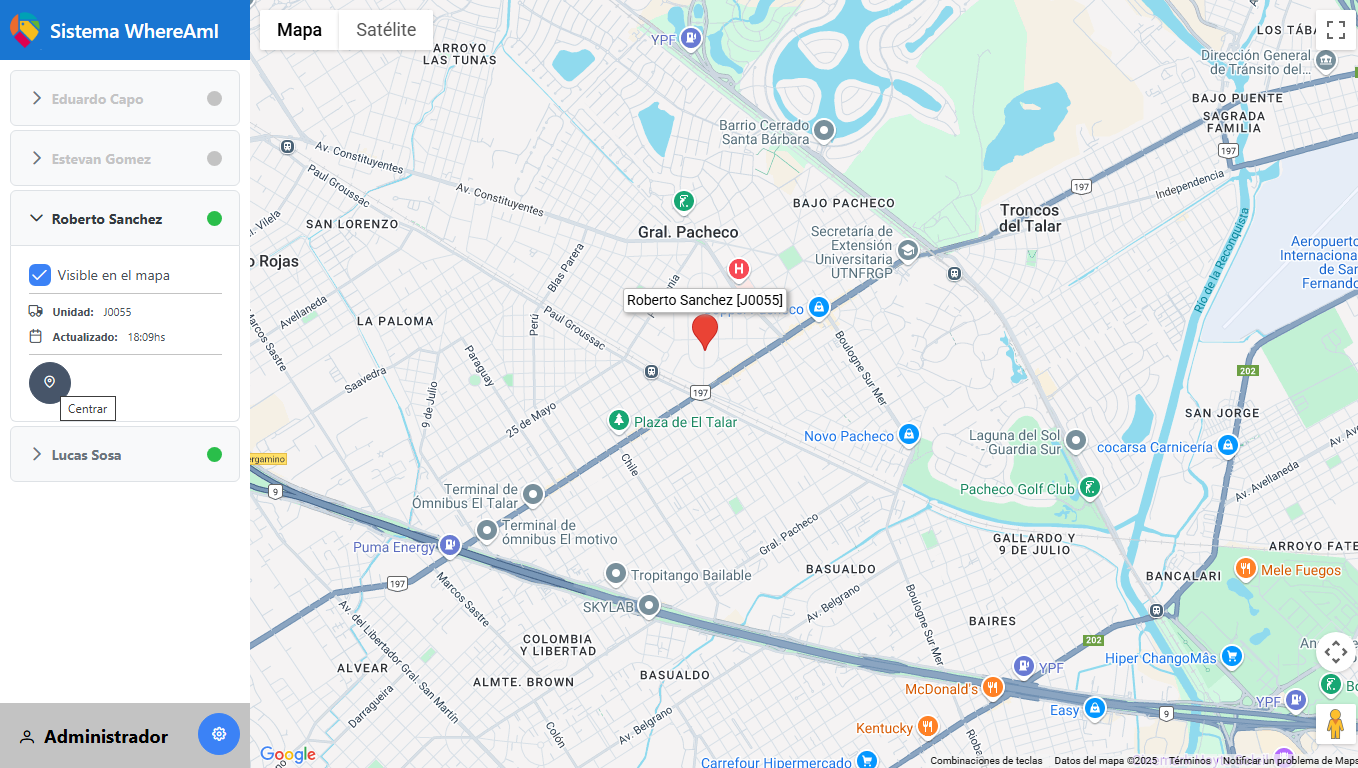 Sistema WhereAmI
Eduardo Capo
Estevan Gomez
Roberto Sanchez
Visible en el mapa
Unidad: J0055
Actualizado: 18:09hs
Centrar
Lucas Sosa
Administrador
Mapa
Satélite
ARROYO
LAS TUNAS
YPF
LOS TÁBA
Dirección General
de Tránsito del...
BAJO PUENTE
SAGRADA
FAMILIA
197
Barrio Cerrado
Santa Bárbara
Av. Constituyentes
Paul Groussac
Av. Constituyentes
197
Independencia
SAN LORENZO
Gral. Pacheco
BAJO PACHECO
Troncos
del Talar
Secretaría de
Extensión
Universitaria
UTNFRGP
Río de la Reconquista
Aeropuerto
Internaciona
de San
Fernando
o Rojas
Blas Parera
Roberto Sanchez [J0055]
Avellaneda
Marcos Sastre
LA PALOMA
Perú
Paul Groussac
Boulogne Sur Mer
Paraguay
Saavedra
9 de Julio
25 de Mayo
197
202
Plaza de El Talar
Novo Pacheco
Laguna del Sol
- Guardia Sur
SAN JORGE
cocarsa Carnicería
Av. Avellaneda
Chile
9
Terminal de
Ómnibus El Talar
Pacheco Golf Club
Terminal de
ómnibus El motivo
Gral. Pacheco
Puma Energy
GALLARDO Y
9 DE JULIO
ARROYO FATE
Tropitango Bailable
BASUALDO
BANCALARI
Mele Fuegos
197
Marcos Sastre
SKYLAB
Av. Belgrano
Boulogne Sur Mer
BAIRES
202
Av. del Libertador Gral. San Martín
COLOMBIA
Y LIBERTAD
Hiper ChangoMâs
ALVEAR
ALMTE. BROWN
BASUALDO
YPF
McDonald's
Darragueira
Easy
9
YPF
Av. Belgrano
Colón
Kentucky
Carrefour Hipermercado
Google
Combinaciones de teclas
Datos del mapa ©2025
Términos
Notificar un problema de Maps